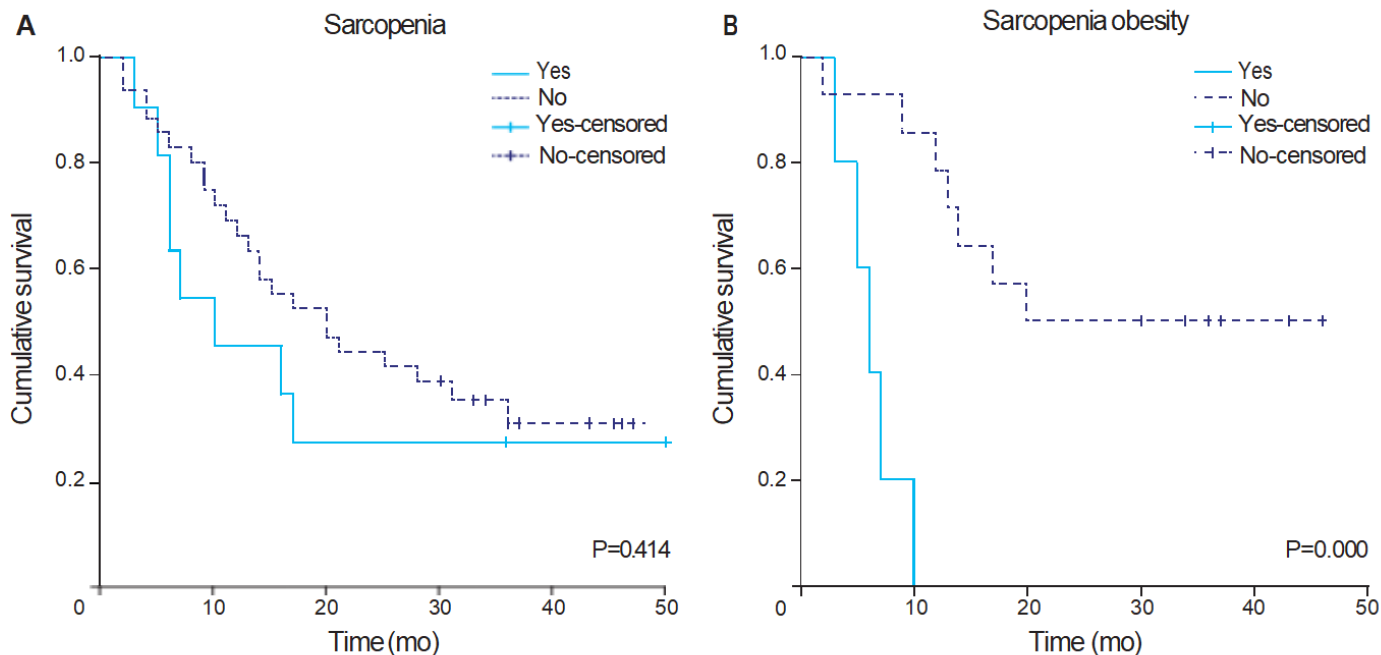 A
Sarcopenia
Yes
No
Yes-censored
No-censored
Cumulative survival
1.0
0.8
0.6
0.4
0.2
0
10
20
30
40
50
Time (mo)
P=0.414
B
Sarcopenia obesity
Yes
No
Yes-censored
No-censored
Cumulative survival
1.0
0.8
0.6
0.4
0.2
0
10
20
30
40
50
Time (mo)
P=0.000